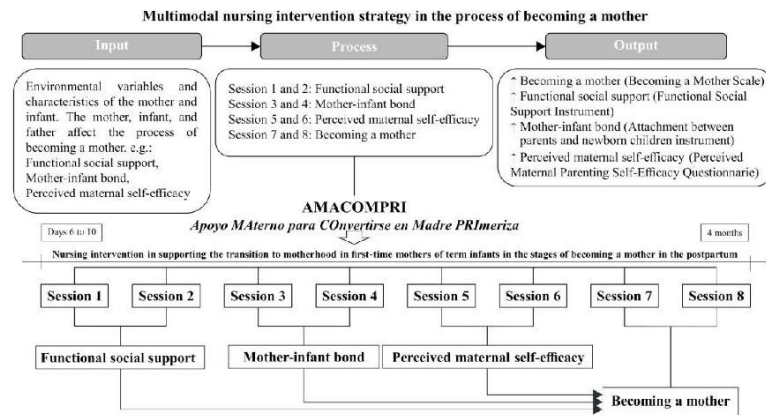 Multimodal nursing intervention strategy in the process of becoming a mother
Input
Process
Output
Environmental variables and
characteristics of the mother and
infant. The mother, infant, and
father affect the process of
becoming a mother. e.g.:
Functional social support,
Mother-infant bond,
Perceived maternal self-efficacy
Session 1 and 2: Functional social support
Session 3 and 4: Mother-infant bond
Session 5 and 6: Perceived maternal self-efficacy
Session 7 and 8: Becoming a mother
↑ Becoming a mother (Becoming a Mother Scale)
↑ Functional social support (Functional Social
Support Instrument)
↑ Mother-infant bond (Attachment between
parents and newborn children instrument)
↑ Perceived maternal self-efficacy (Perceived
Maternal Parenting Self-Efficacy Questionnarie)
AMACOMPRI
Apoyo MAterno para COnvertirse en Madre PRImeriza
Days 6 to 10
4 months
Nursing intervention in supporting the transition to motherhood in first-time mothers of term infants in the stages of becoming a mother in the postpartum
Session 1
Session 2
Session 3
Session 4
Session 5
Session 6
Session 7
Session 8
Functional social support
Mother-infant bond
Perceived maternal self-efficacy
Becoming a mother